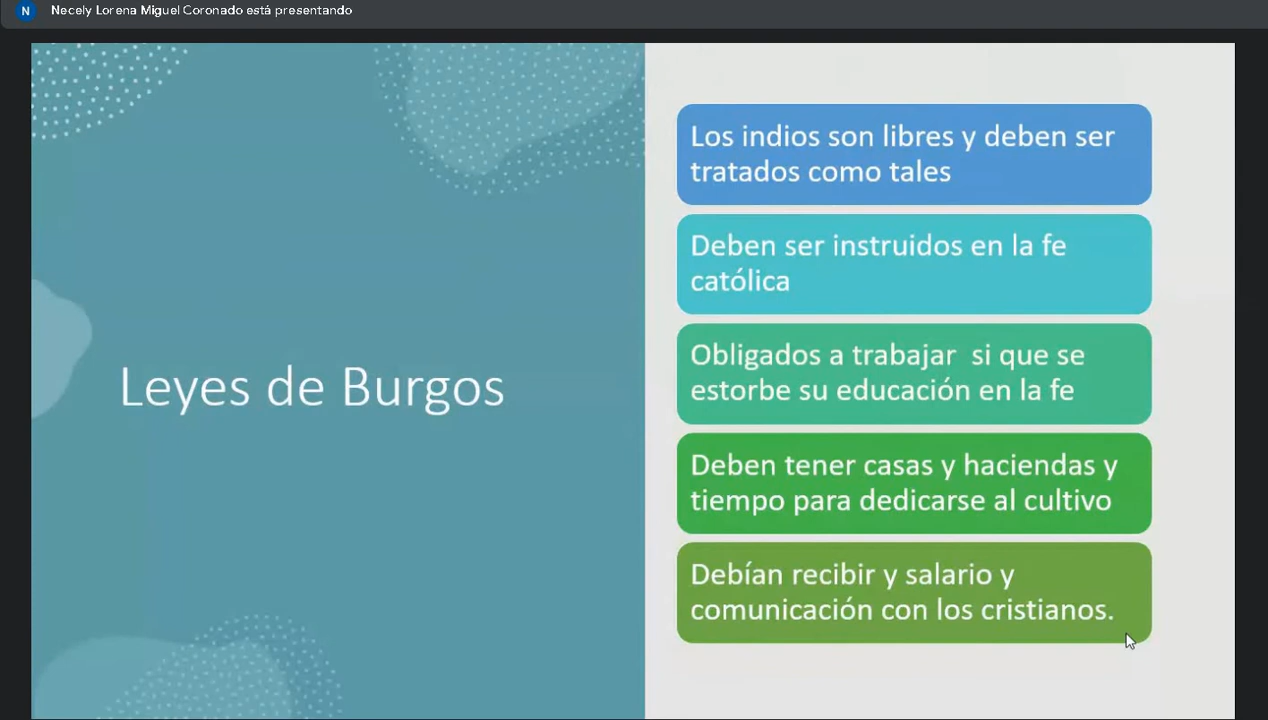 N Necely Lorena Miguel Coronado está presentando
Leyes de Burgos
Los indios son libres y deben ser
tratados como tales
Deben ser instruidos en la fe
católica
Obligados a trabajar  si que se
estorbe su educación en la fe
Deben tener casas y haciendas y
tiempo para dedicarse al cultivo
Debían recibir y salario y
comunicación con los cristianos.